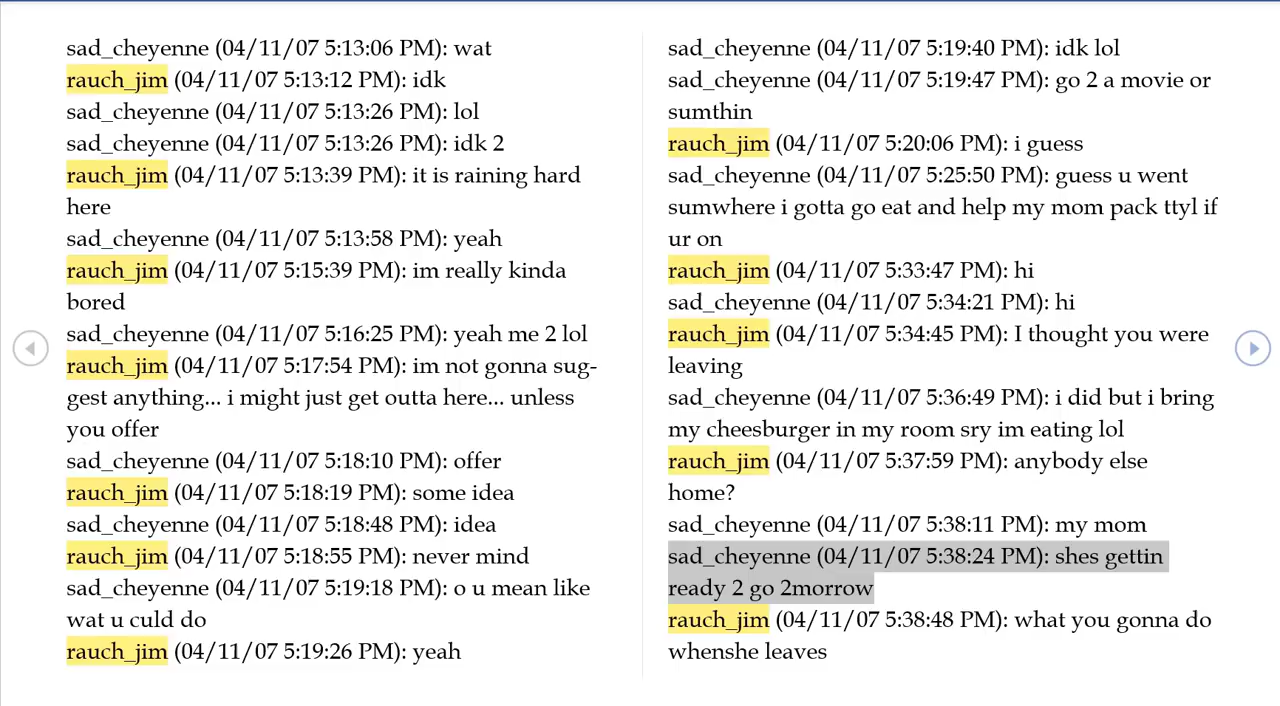 sad_cheyenne (04/11/07 5:13:06 PM): wat
rauch_jim (04/11/07 5:13:12 PM): idk
sad_cheyenne (04/11/07 5:13:26 PM): lol
sad_cheyenne (04/11/07 5:13:26 PM): idk 2
rauch_jim (04/11/07 5:13:39 PM): it is raining hard
here
sad_cheyenne (04/11/07 5:13:58 PM): yeah
rauch_jim (04/11/07 5:15:39 PM): im really kinda
bored
sad_cheyenne (04/11/07 5:16:25 PM): yeah me 2 lol
rauch_jim (04/11/07 5:17:54 PM): im not gonna sug-
gest anything... i might just get outta here... unless
you offer
sad_cheyenne (04/11/07 5:18:10 PM): offer
rauch_jim (04/11/07 5:18:19 PM): some idea
sad_cheyenne (04/11/07 5:18:48 PM): idea
rauch_jim (04/11/07 5:18:55 PM): never mind
sad_cheyenne (04/11/07 5:19:18 PM): o u mean like
wat u culd do
rauch_jim (04/11/07 5:19:26 PM): yeah
sad_cheyenne (04/11/07 5:19:40 PM): idk lol
sad_cheyenne (04/11/07 5:19:47 PM): go 2 a movie or
sumthin
rauch_jim (04/11/07 5:20:06 PM): i guess
sad_cheyenne (04/11/07 5:25:50 PM): guess u went
sumwhere i gotta go eat and help my mom pack ttyl if
ur on
rauch_jim (04/11/07 5:33:47 PM): hi
sad_cheyenne (04/11/07 5:34:21 PM): hi
rauch_jim (04/11/07 5:34:45 PM): I thought you were
leaving
sad_cheyenne (04/11/07 5:36:49 PM): i did but i bring
my cheesburger in my room sry im eating lol
rauch_jim (04/11/07 5:37:59 PM): anybody else
home?
sad_cheyenne (04/11/07 5:38:11 PM): my mom
sad_cheyenne (04/11/07 5:38:24 PM): shes gettin
ready 2 go 2morrow
rauch_jim (04/11/07 5:38:48 PM): what you gonna do
whenshe leaves